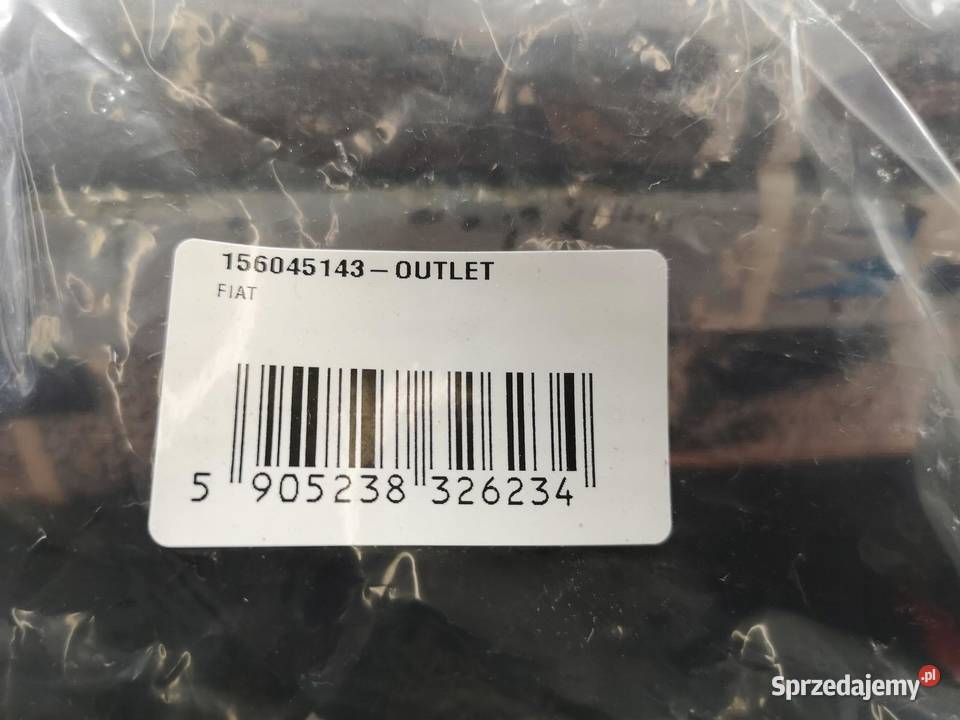 156045143 – OUTLET
FIAT
5 905238 326234
Sprzedajemy.pl